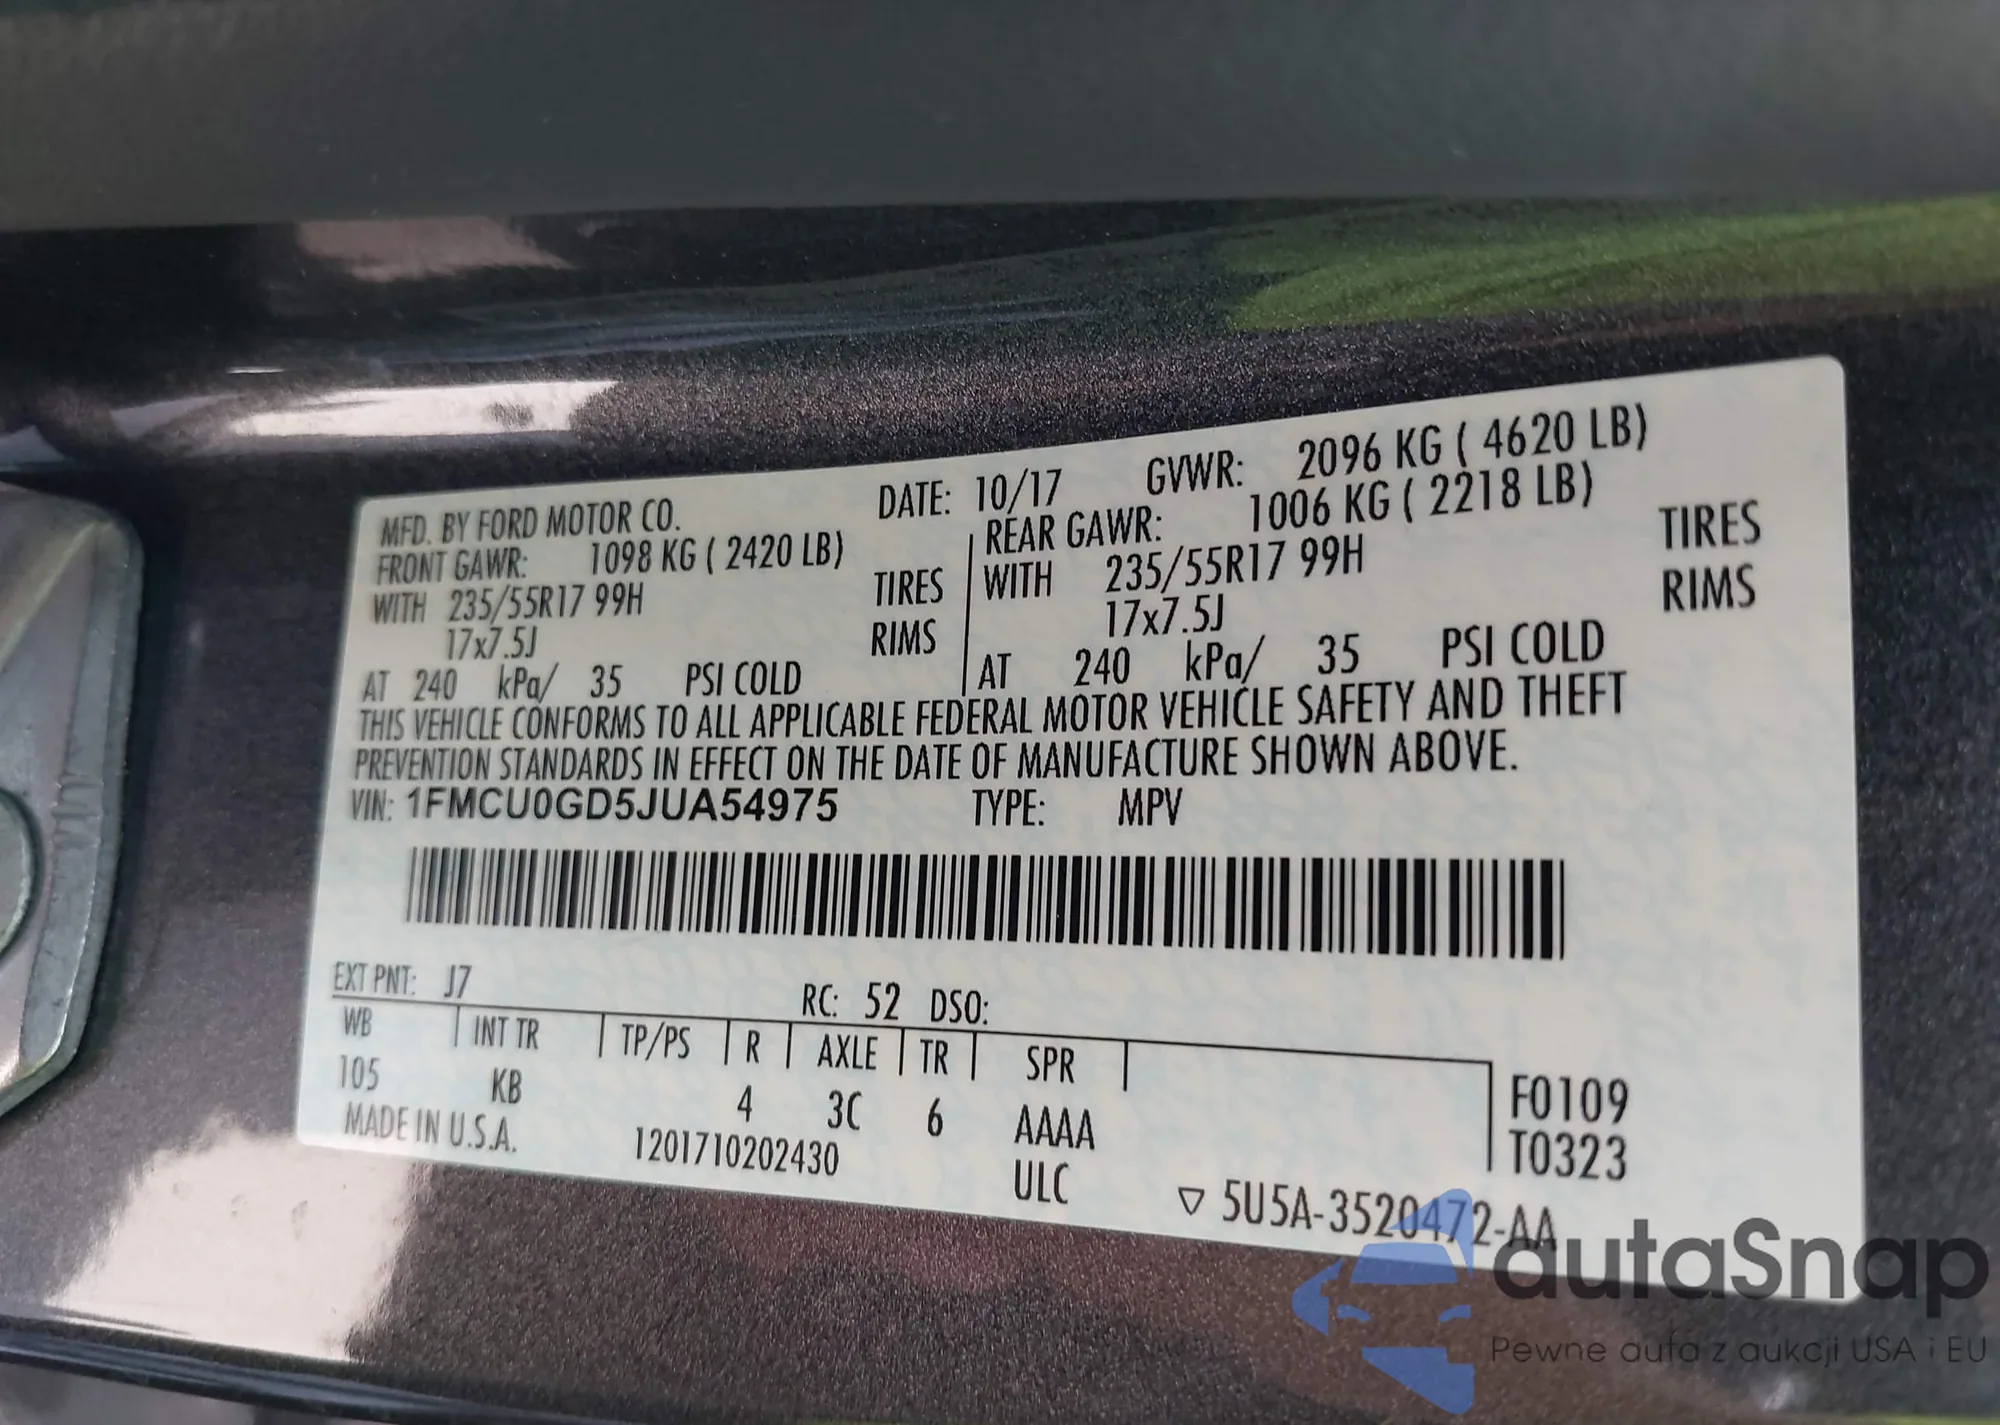 MFD. BY FORD MOTOR CO. DATE: 10/17 GVWR: 2096 KG ( 4620 LB)
FRONT GAWR: 1098 KG ( 2420 LB) REAR GAWR: 1006 KG ( 2218 LB)
WITH 235/55R17 99H TIRES WITH 235/55R17 99H TIRES
17x7.5J RIMS 17x7.5J RIMS
AT 240 kPa/ 35 PSI COLD AT 240 kPa/ 35 PSI COLD
THIS VEHICLE CONFORMS TO ALL APPLICABLE FEDERAL MOTOR VEHICLE SAFETY AND THEFT
PREVENTION STANDARDS IN EFFECT ON THE DATE OF MANUFACTURE SHOWN ABOVE.
VIN: 1FMCU0GD5JUA54975 TYPE: MPV
EXT PNT: J7 RC: 52 DSO:
WB INT TR TP/PS R AXLE TR SPR
105 KB 4 3C 6 AAAA F0109
MADE IN U.S.A. 1201710202430 ULC T0323
▽ 5U5A-3520472-AA
autaSnap
Pewne auta z aukcji USA i EU